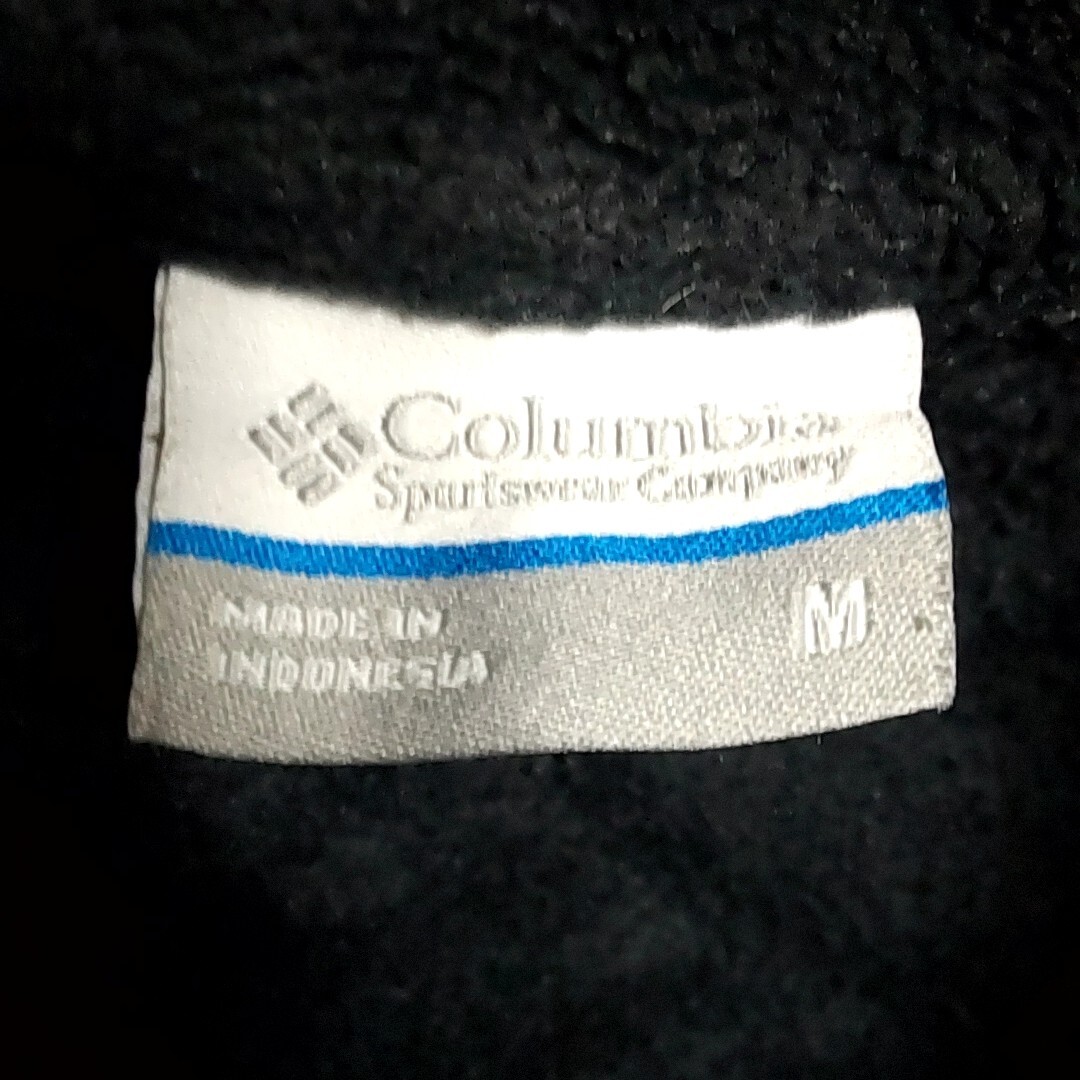 Columbia
Sportswear Company
MADE IN
INDONESIA
M